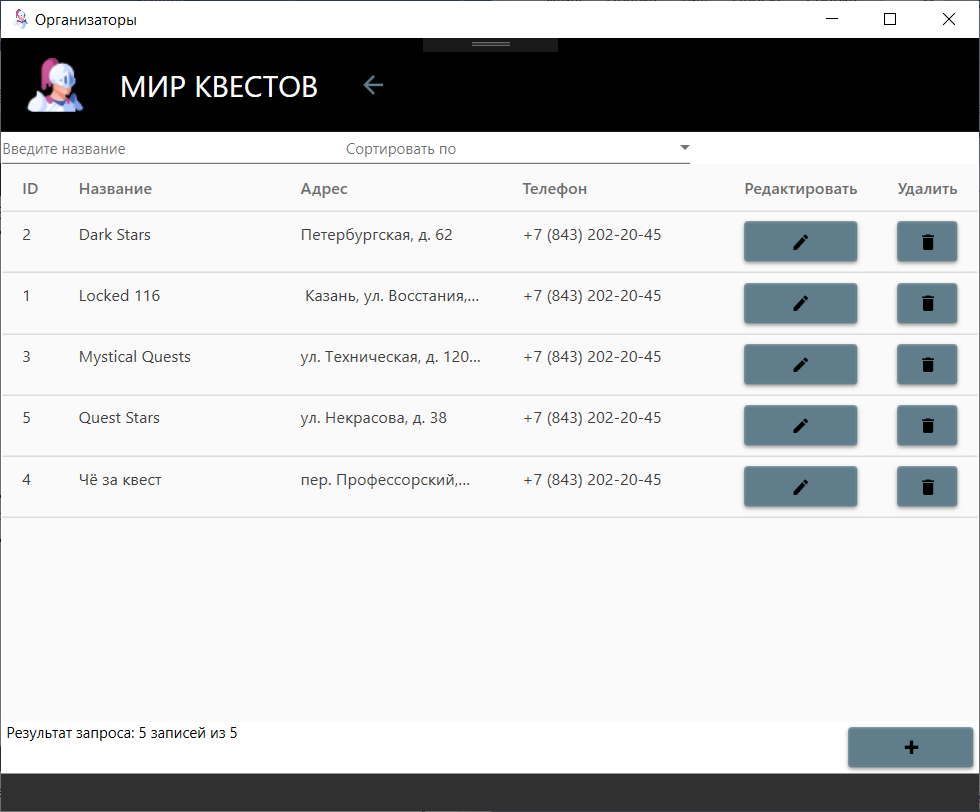 Организаторы
МИР КВЕСТОВ
Введите название Сортировать по
ID Название Адрес Телефон Редактировать Удалить
2 Dark Stars Петербургская, д. 62 +7 (843) 202-20-45
1 Locked 116 Казань, ул. Восстания,... +7 (843) 202-20-45
3 Mystical Quests ул. Техническая, д. 120... +7 (843) 202-20-45
5 Quest Stars ул. Некрасова, д. 38 +7 (843) 202-20-45
4 Чё за квест пер. Профессорский,... +7 (843) 202-20-45
Результат запроса: 5 записей из 5